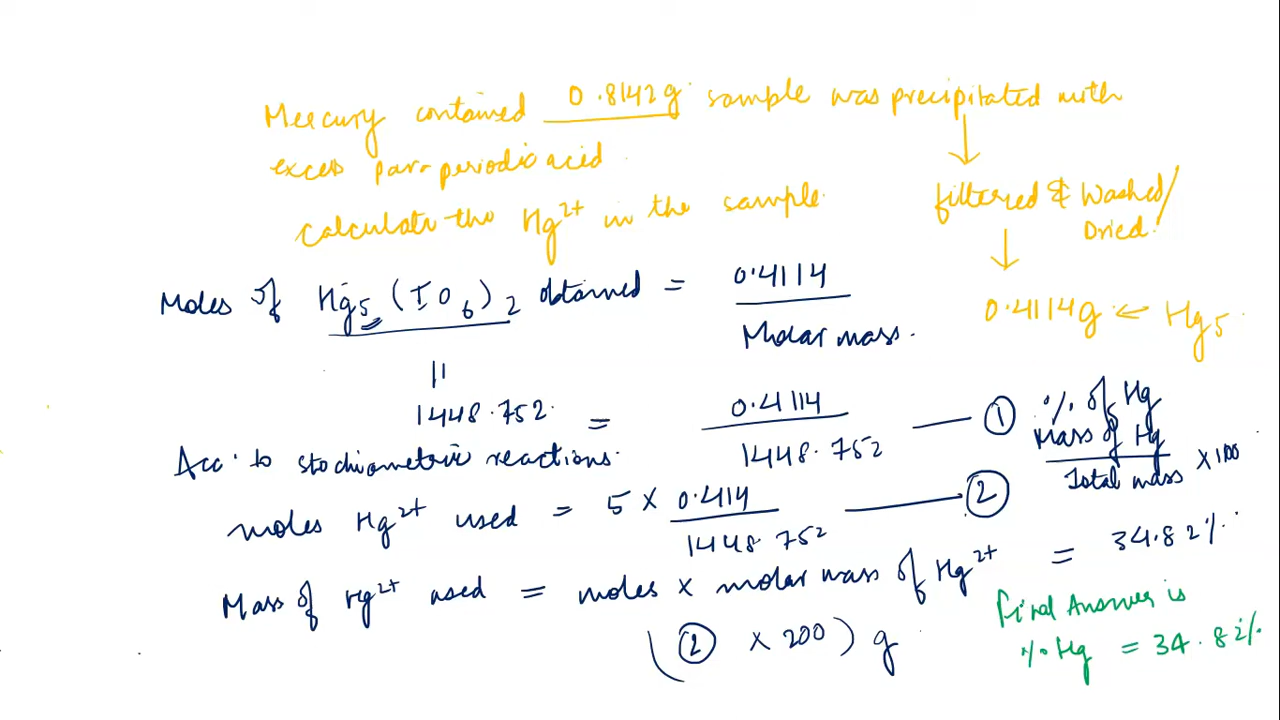 Mercury contained 0.8142g sample was precipitated with
excess para periodic acid.
calculate the Hg²⁺ in the sample.
filtered & Washed/
Dried.
0.4114g ← Hg₅
Moles of Hg₅(IO₆)₂ obtained = 0.4114
Molar mass.
||
1448.752 = 0.4114
1448.752 — ①
% of Hg
Mass of Hg
Total mass × 100
= 34.82%
Acc. to stochiometric reactions.
moles Hg²⁺ used = 5 × 0.4114
1448.752 → ②
Mass of Hg²⁺ used = moles × molar mass of Hg²⁺
(② × 200) g
Final Answer is
% Hg = 34.82%